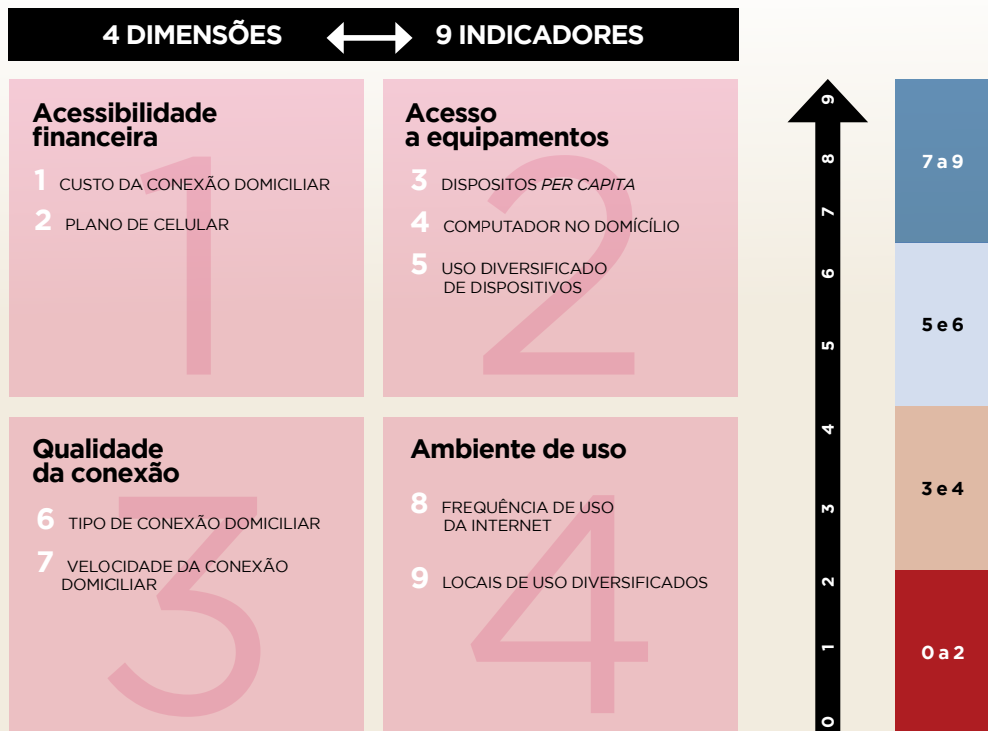 4 DIMENSÕES 9 INDICADORES
1
Acessibilidade
financeira
1 CUSTO DA CONEXÃO DOMICILIAR
2 PLANO DE CELULAR
2
Acesso
a equipamentos
3 DISPOSITOS PER CAPITA
4 COMPUTADOR NO DOMÍCÍLIO
5 USO DIVERSIFICADO
DE DISPOSITIVOS
3
Qualidade
da conexão
6 TIPO DE CONEXÃO DOMICILIAR
7 VELOCIDADE DA CONEXÃO
DOMICILIAR
4
Ambiente de uso
8 FREQUÊNCIA DE USO
DA INTERNET
9 LOCAIS DE USO DIVERSIFICADOS
9
8
7
6
5
4
3
2
1
0
7 a 9
5 e 6
3 e 4
0 a 2